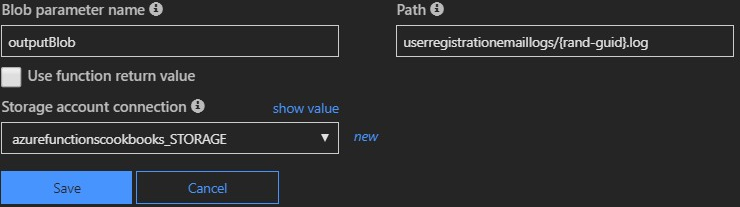 Blob parameter name
Path
outputBlob
userregistrationemaillogs/{rand-guid}.log
Use function return value
Storage account connection
show value
azurefunctionscookbooks_STORAGE
new
Save
Cancel